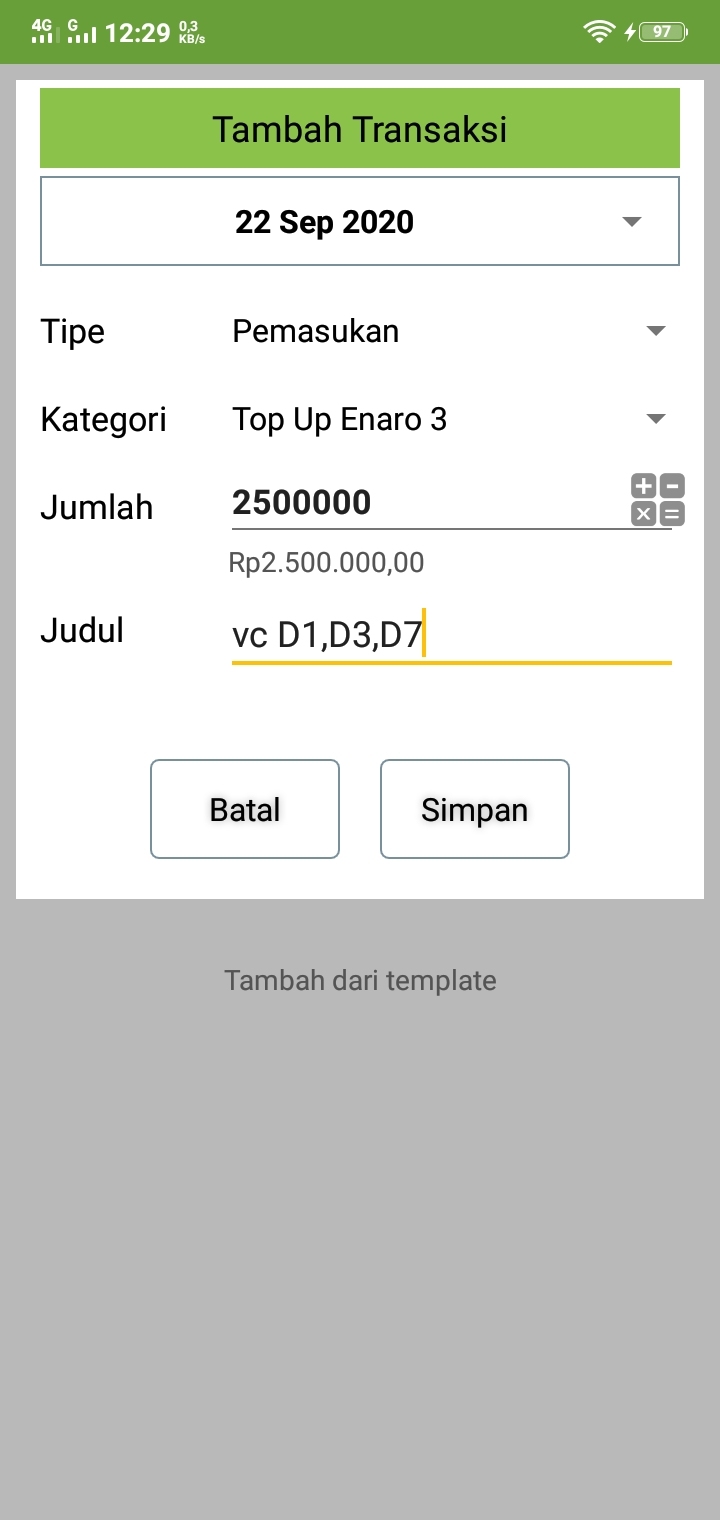 4G G 12:29 0,3 KB/s 97
Tambah Transaksi
22 Sep 2020
Tipe Pemasukan
Kategori Top Up Enaro 3
Jumlah 2500000
Rp2.500.000,00
Judul vc D1,D3,D7
Batal Simpan
Tambah dari template